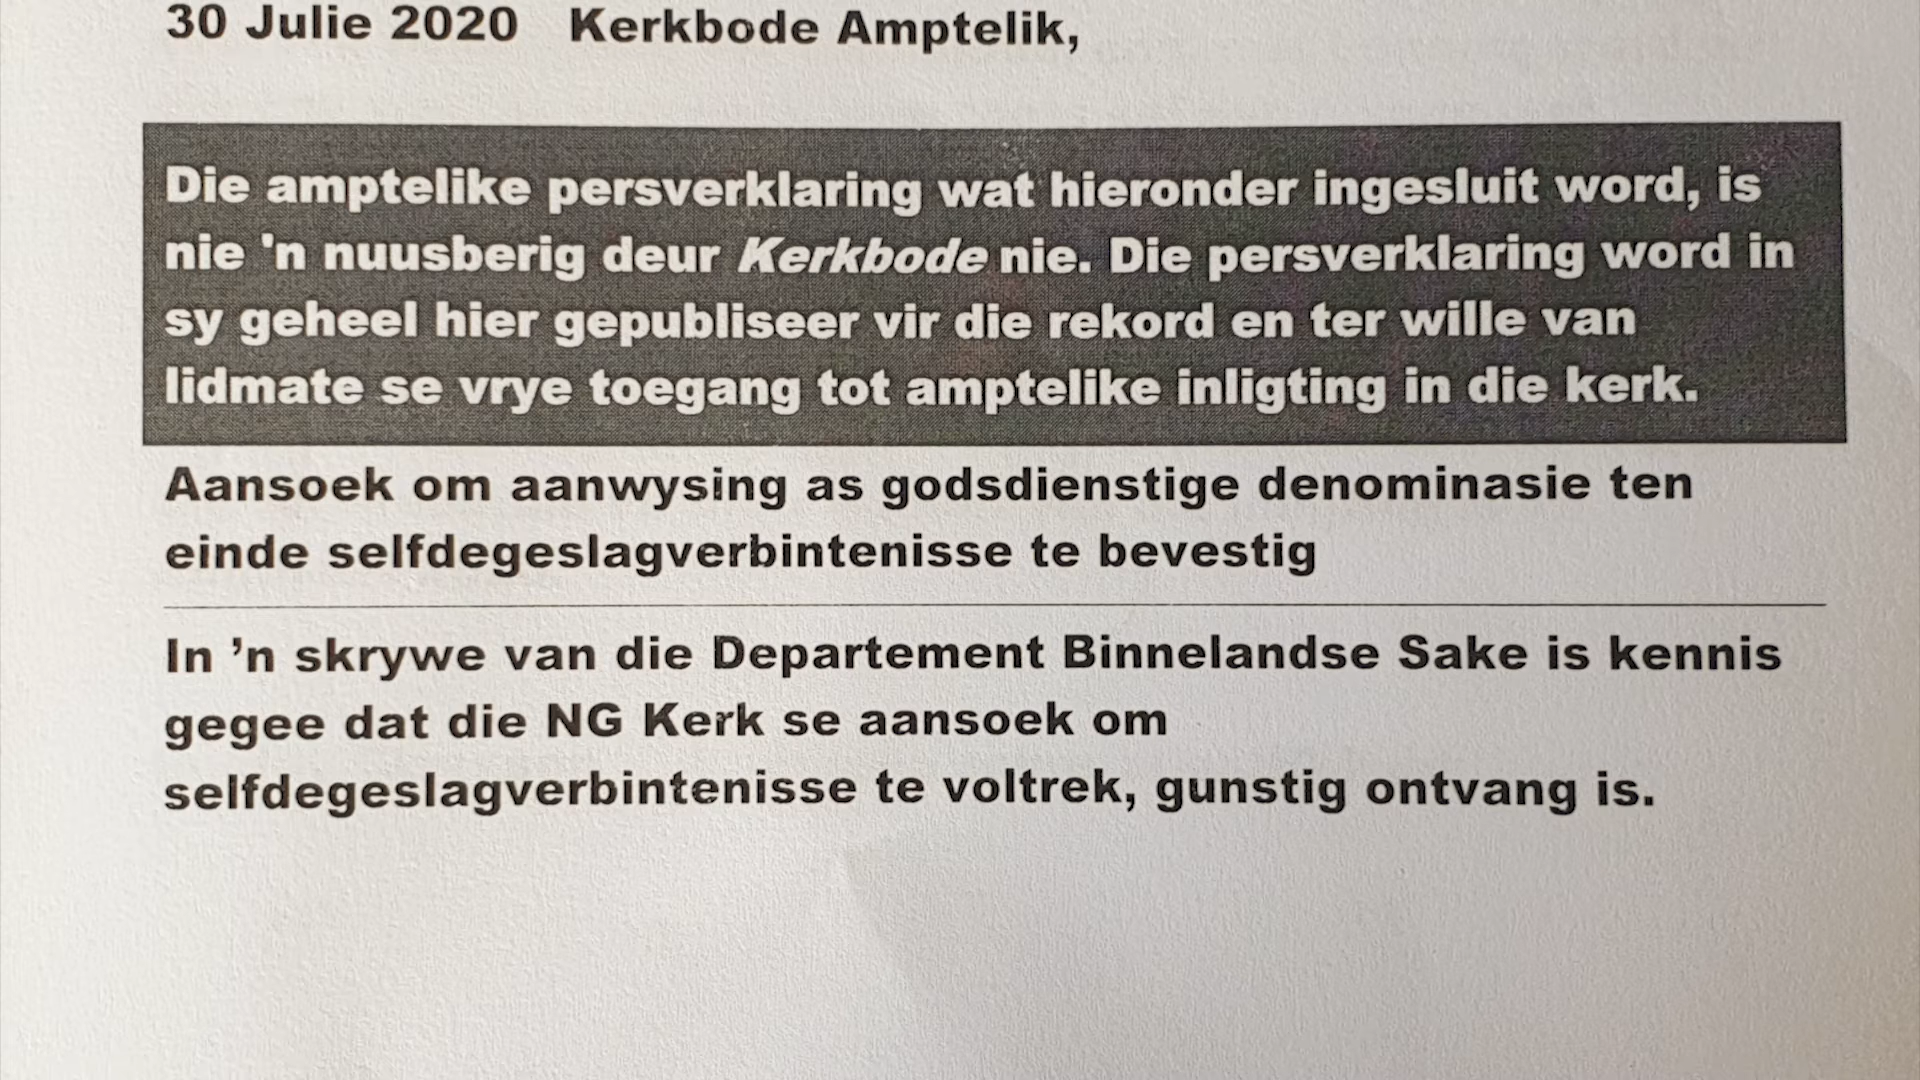 30 Julie 2020 Kerkbode Amptelik,
Die amptelike persverklaring wat hieronder ingesluit word, is
nie 'n nuusberig deur Kerkbode nie. Die persverklaring word in
sy geheel hier gepubliseer vir die rekord en ter wille van
lidmate se vrye toegang tot amptelike inligting in die kerk.
Aansoek om aanwysing as godsdienstige denominasie ten
einde selfdegeslagverbintenisse te bevestig
In ’n skrywe van die Departement Binnelandse Sake is kennis
gegee dat die NG Kerk se aansoek om
selfdegeslagverbintenisse te voltrek, gunstig ontvang is.